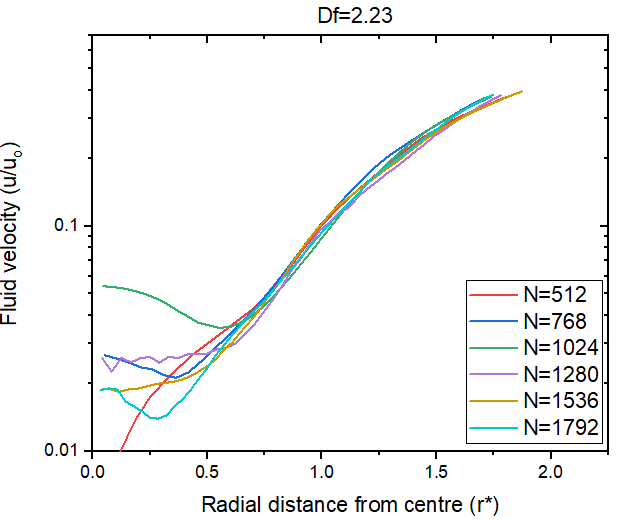 Df=2.23
Fluid velocity (u/uo)
0.1
0.01
N=512
N=768
N=1024
N=1280
N=1536
N=1792
0.0 0.5 1.0 1.5 2.0
Radial distance from centre (r*)